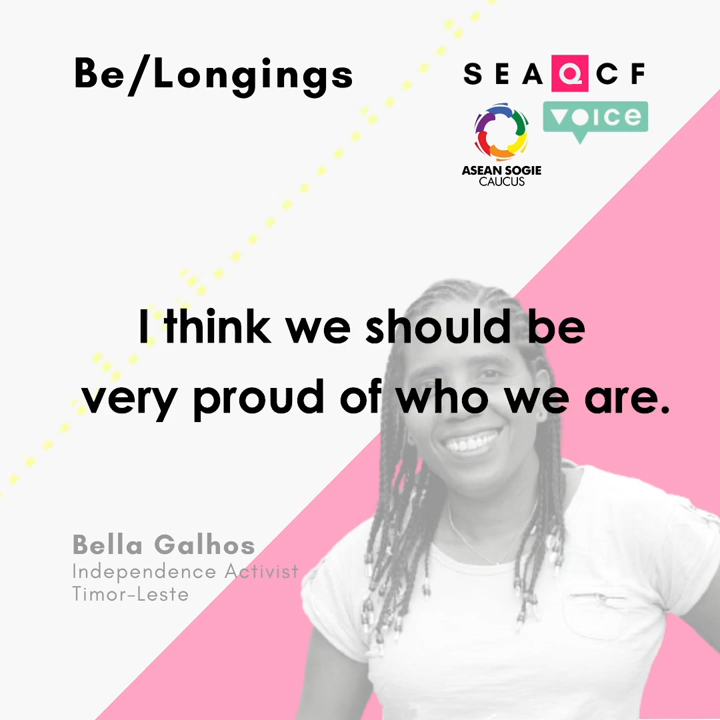 Be/Longings
SEAQCF
VOICE
ASEAN SOGIE
CAUCUS
I think we should be
very proud of who we are.
Bella Galhos
Independence Activist
Timor-Leste